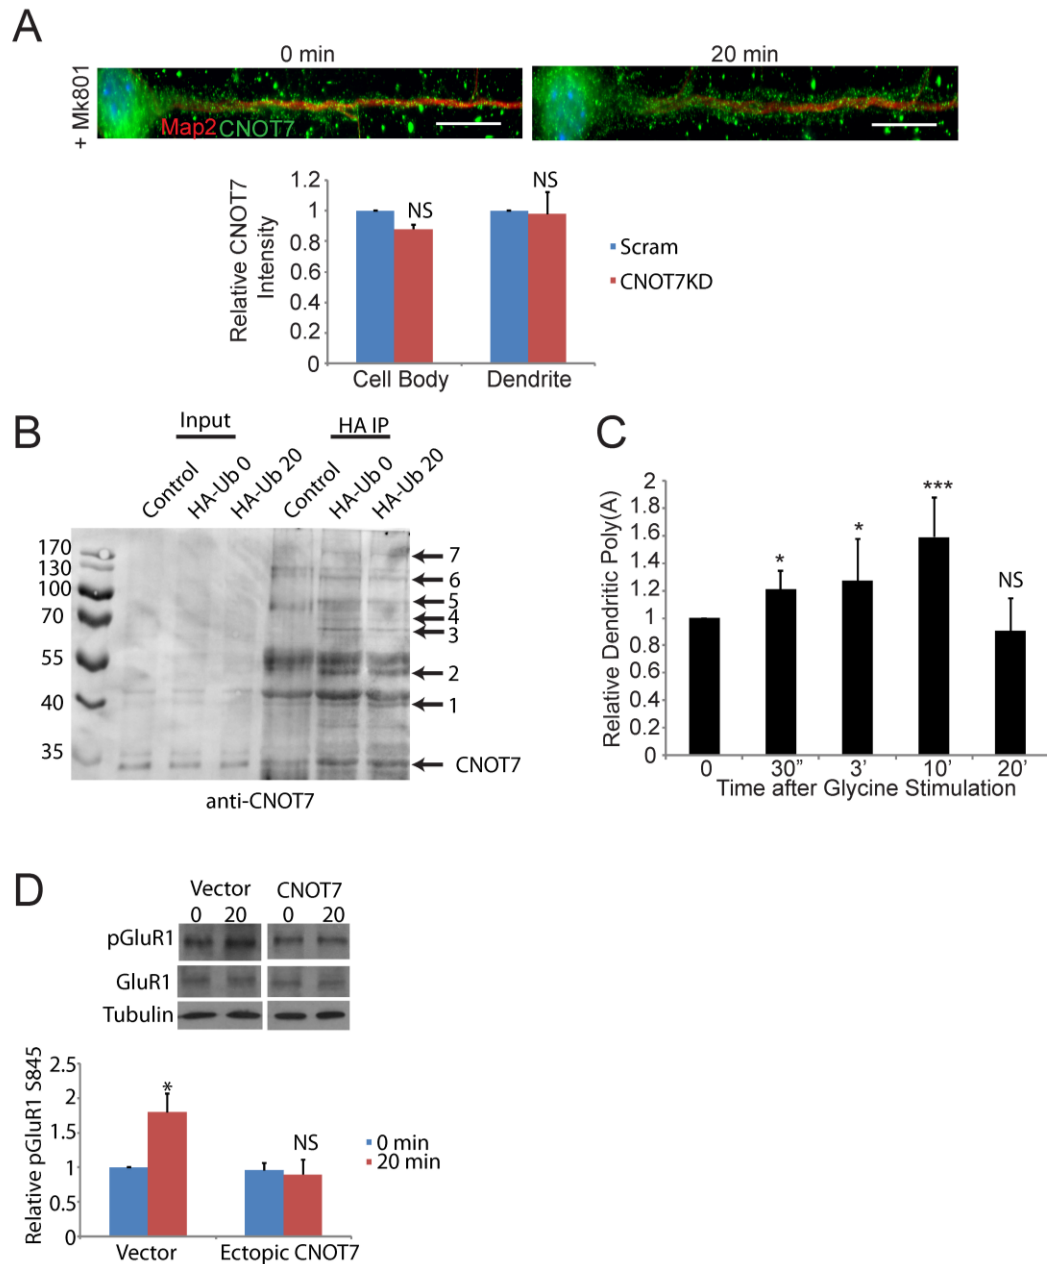 A
0 min
20 min
+ Mk801
Map2 CNOT7
Relative CNOT7
Intensity
1.2
1
0.8
0.6
0.4
0.2
0
NS
NS
Cell Body
Dendrite
Scram
CNOT7KD
B
Input
HA IP
Control
HA-Ub 0
HA-Ub 20
Control
HA-Ub 0
HA-Ub 20
170
130
100
70
55
40
35
7
6
5
4
3
2
1
CNOT7
anti-CNOT7
C
Relative Dendritic Poly(A)
2
1.8
1.6
1.4
1.2
1
0.8
0.6
0.4
0.2
0
*
*
***
NS
0 30” 3’ 10’ 20’
Time after Glycine Stimulation
D
Vector CNOT7
0 20 0 20
pGluR1
GluR1
Tubulin
Relative pGluR1 S845
2.5
2
1.5
1
0.5
0
*
NS
0 min
20 min
Vector
Ectopic CNOT7